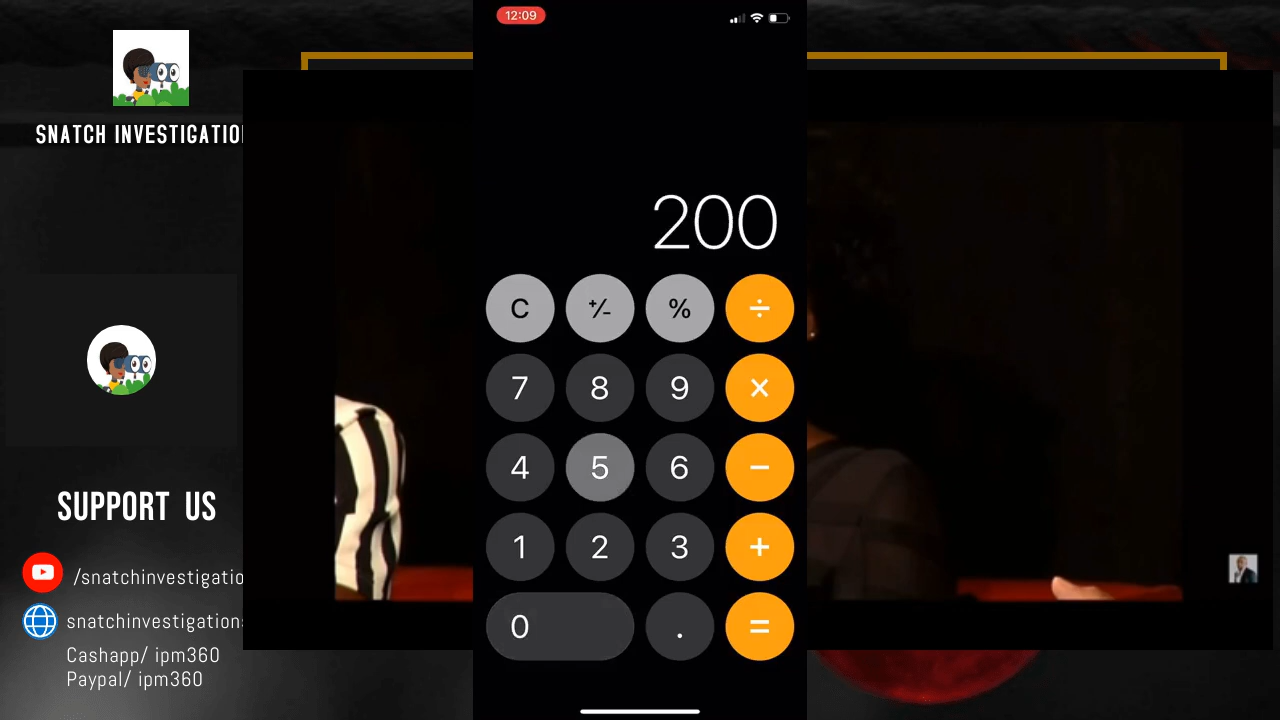 12:09
SNATCH INVESTIGATIO
200
C +/- % ÷
7 8 9 ×
4 5 6 −
1 2 3 +
0 . =
SUPPORT US
/snatchinvestigatio
snatchinvestigation
Cashapp/ ipm360
Paypal/ ipm360